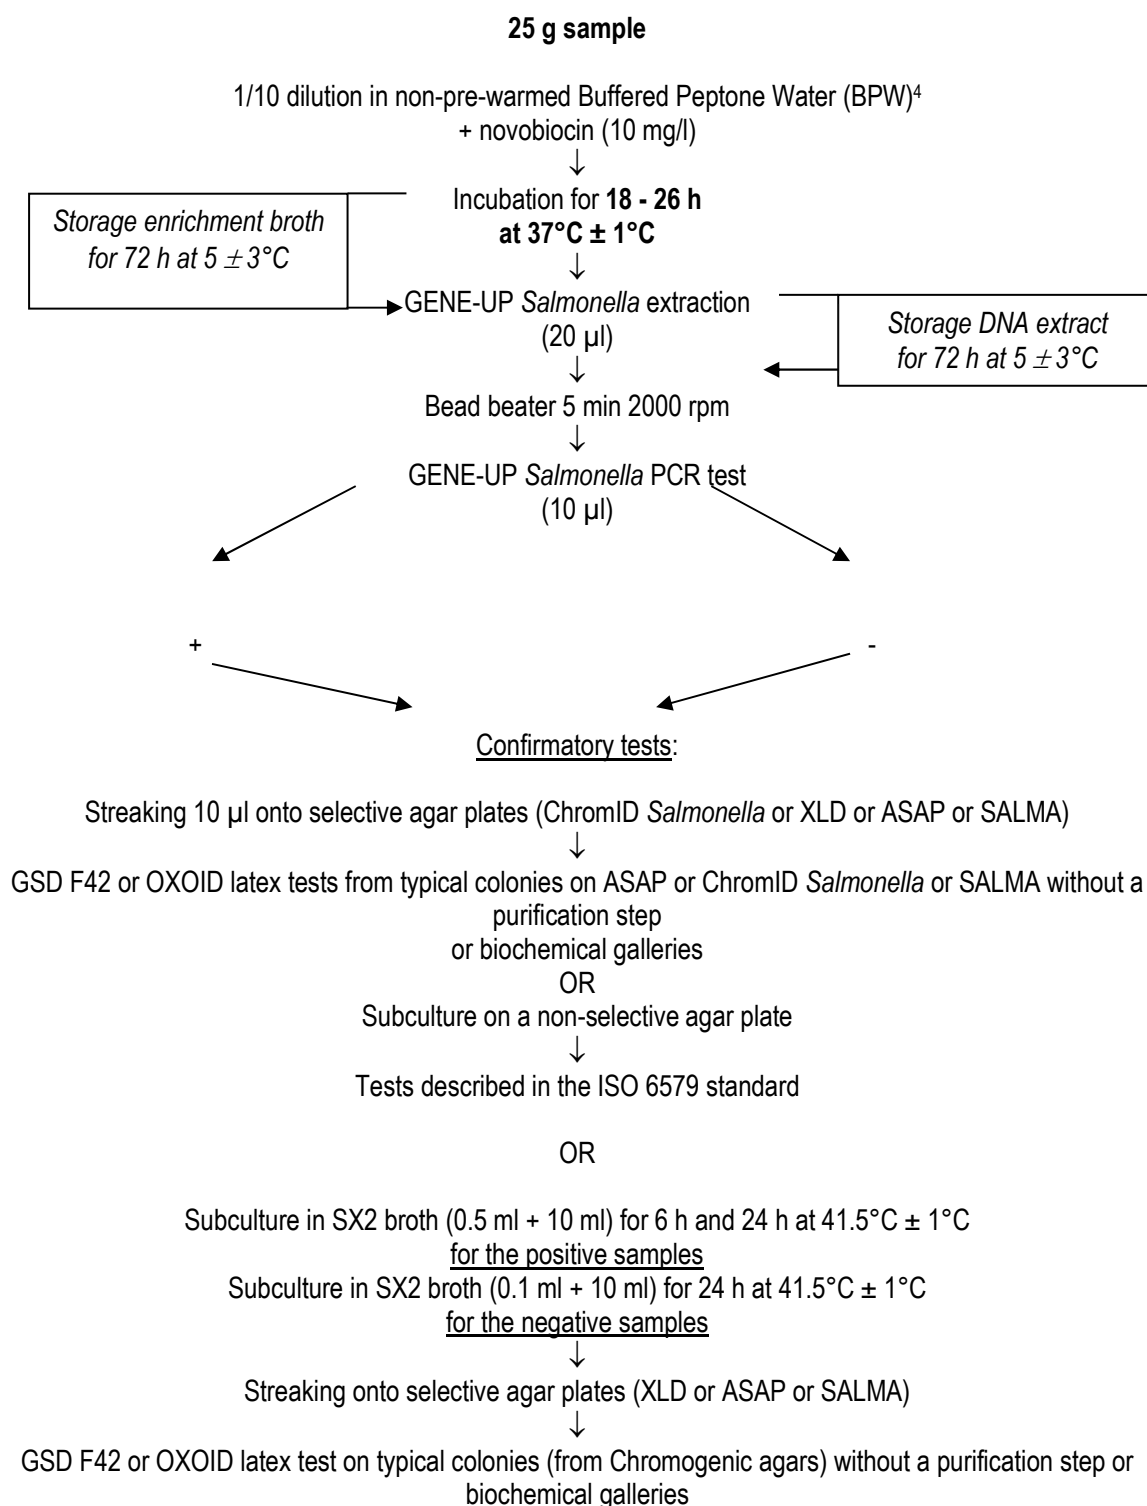 25 g sample
1/10 dilution in non-pre-warmed Buffered Peptone Water (BPW)⁴
+ novobiocin (10 mg/l)
↓
Incubation for 18 - 26 h
at 37°C ± 1°C
Storage enrichment broth
for 72 h at 5 ± 3°C
↓
GENE-UP Salmonella extraction
(20 µl)
Storage DNA extract
for 72 h at 5 ± 3°C
↓
Bead beater 5 min 2000 rpm
↓
GENE-UP Salmonella PCR test
(10 µl)
+
-
Confirmatory tests:
Streaking 10 µl onto selective agar plates (ChromID Salmonella or XLD or ASAP or SALMA)
↓
GSD F42 or OXOID latex tests from typical colonies on ASAP or ChromID Salmonella or SALMA without a
purification step
or biochemical galleries
OR
Subculture on a non-selective agar plate
↓
Tests described in the ISO 6579 standard
OR
Subculture in SX2 broth (0.5 ml + 10 ml) for 6 h and 24 h at 41.5°C ± 1°C
for the positive samples
Subculture in SX2 broth (0.1 ml + 10 ml) for 24 h at 41.5°C ± 1°C
for the negative samples
↓
Streaking onto selective agar plates (XLD or ASAP or SALMA)
↓
GSD F42 or OXOID latex test on typical colonies (from Chromogenic agars) without a purification step or
biochemical galleries